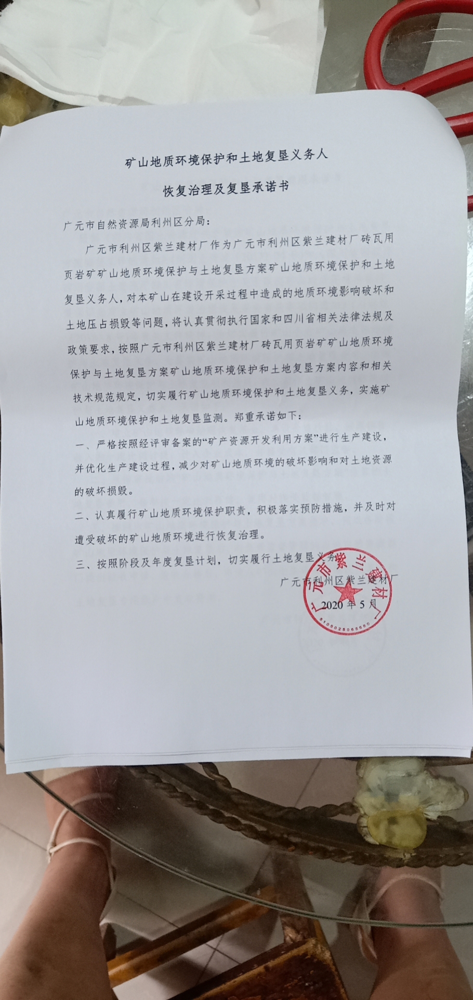 矿山地质环境保护和土地复垦义务人
恢复治理及复垦承诺书
广元市自然资源局利州区分局：
广元市利州区紫兰建材厂作为广元市利州区紫兰建材厂砖瓦用
页岩矿矿山地质环境保护与土地复垦方案矿山地质环境保护和土地
复垦义务人，对本矿山在建设开采过程中造成的地质环境影响破坏和
土地压占损毁等问题，将认真贯彻执行国家和四川省相关法律法规及
政策要求，按照广元市利州区紫兰建材厂砖瓦用页岩矿矿山地质环境
保护与土地复垦方案矿山地质环境保护和土地复垦方案内容和相关
技术规范规定，切实履行矿山地质环境保护和土地复垦义务，实施矿
山地质环境保护和土地复垦监测。郑重承诺如下：
一、严格按照经评审备案的“矿产资源开发利用方案”进行生产建设，
并优化生产建设过程，减少对矿山地质环境的破坏影响和对土地资源
的破坏损毁。
二、认真履行矿山地质环境保护职责，积极落实预防措施，并及时对
遭受破坏的矿山地质环境进行恢复治理。
三、按照阶段及年度复垦计划，切实履行土地复垦义务
广元市利州区紫兰建材厂
2020 年 5 月
广元市紫兰建材厂